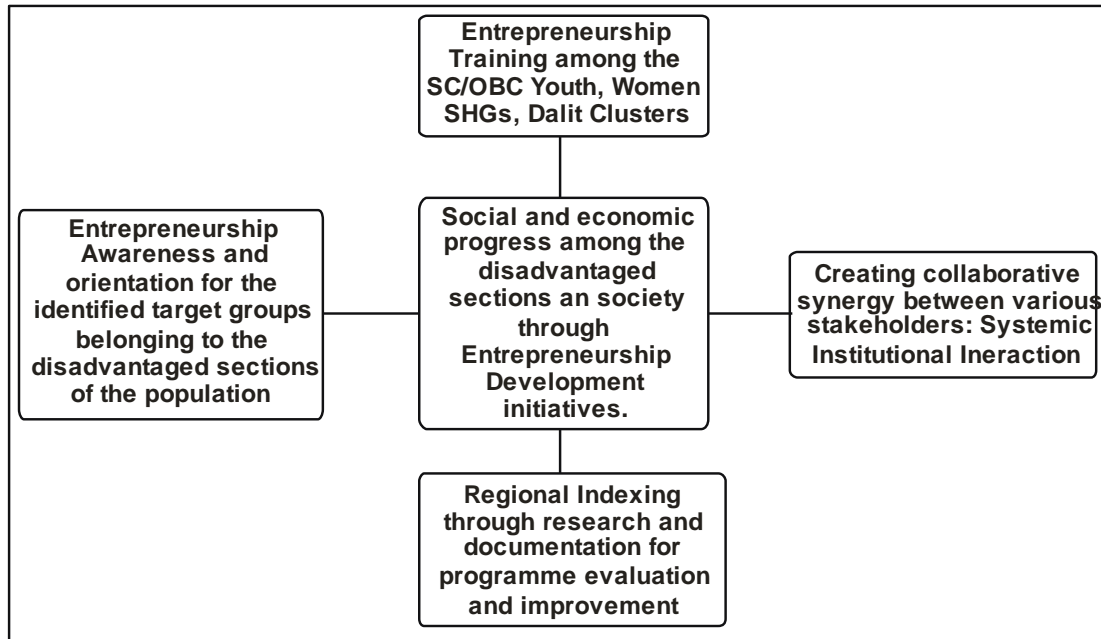 Entrepreneurship
Training among the
SC/OBC Youth, Women
SHGs, Dalit Clusters
Entrepreneurship
Awareness and
orientation for the
identified target groups
belonging to the
disadvantaged sections
of the population
Social and economic
progress among the
disadvantaged
sections an society
through
Entrepreneurship
Development
initiatives.
Creating collaborative
synergy between various
stakeholders: Systemic
Institutional Ineraction
Regional Indexing
through research and
documentation for
programme evaluation
and improvement